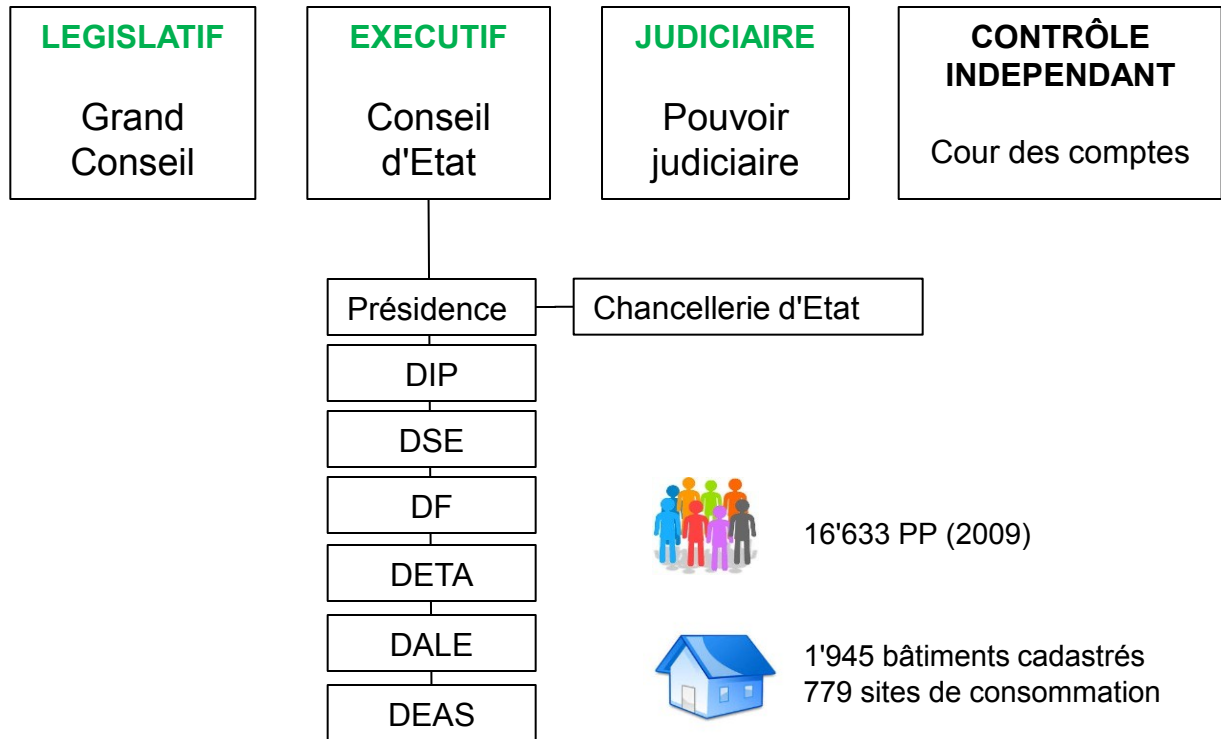 LEGISLATIF
Grand
Conseil
EXECUTIF
Conseil
d'Etat
JUDICIAIRE
Pouvoir
judiciaire
CONTRÔLE
INDEPENDANT
Cour des comptes
Présidence
Chancellerie d'Etat
DIP
DSE
DF
DETA
DALE
DEAS
16'633 PP (2009)
1'945 bâtiments cadastrés
779 sites de consommation